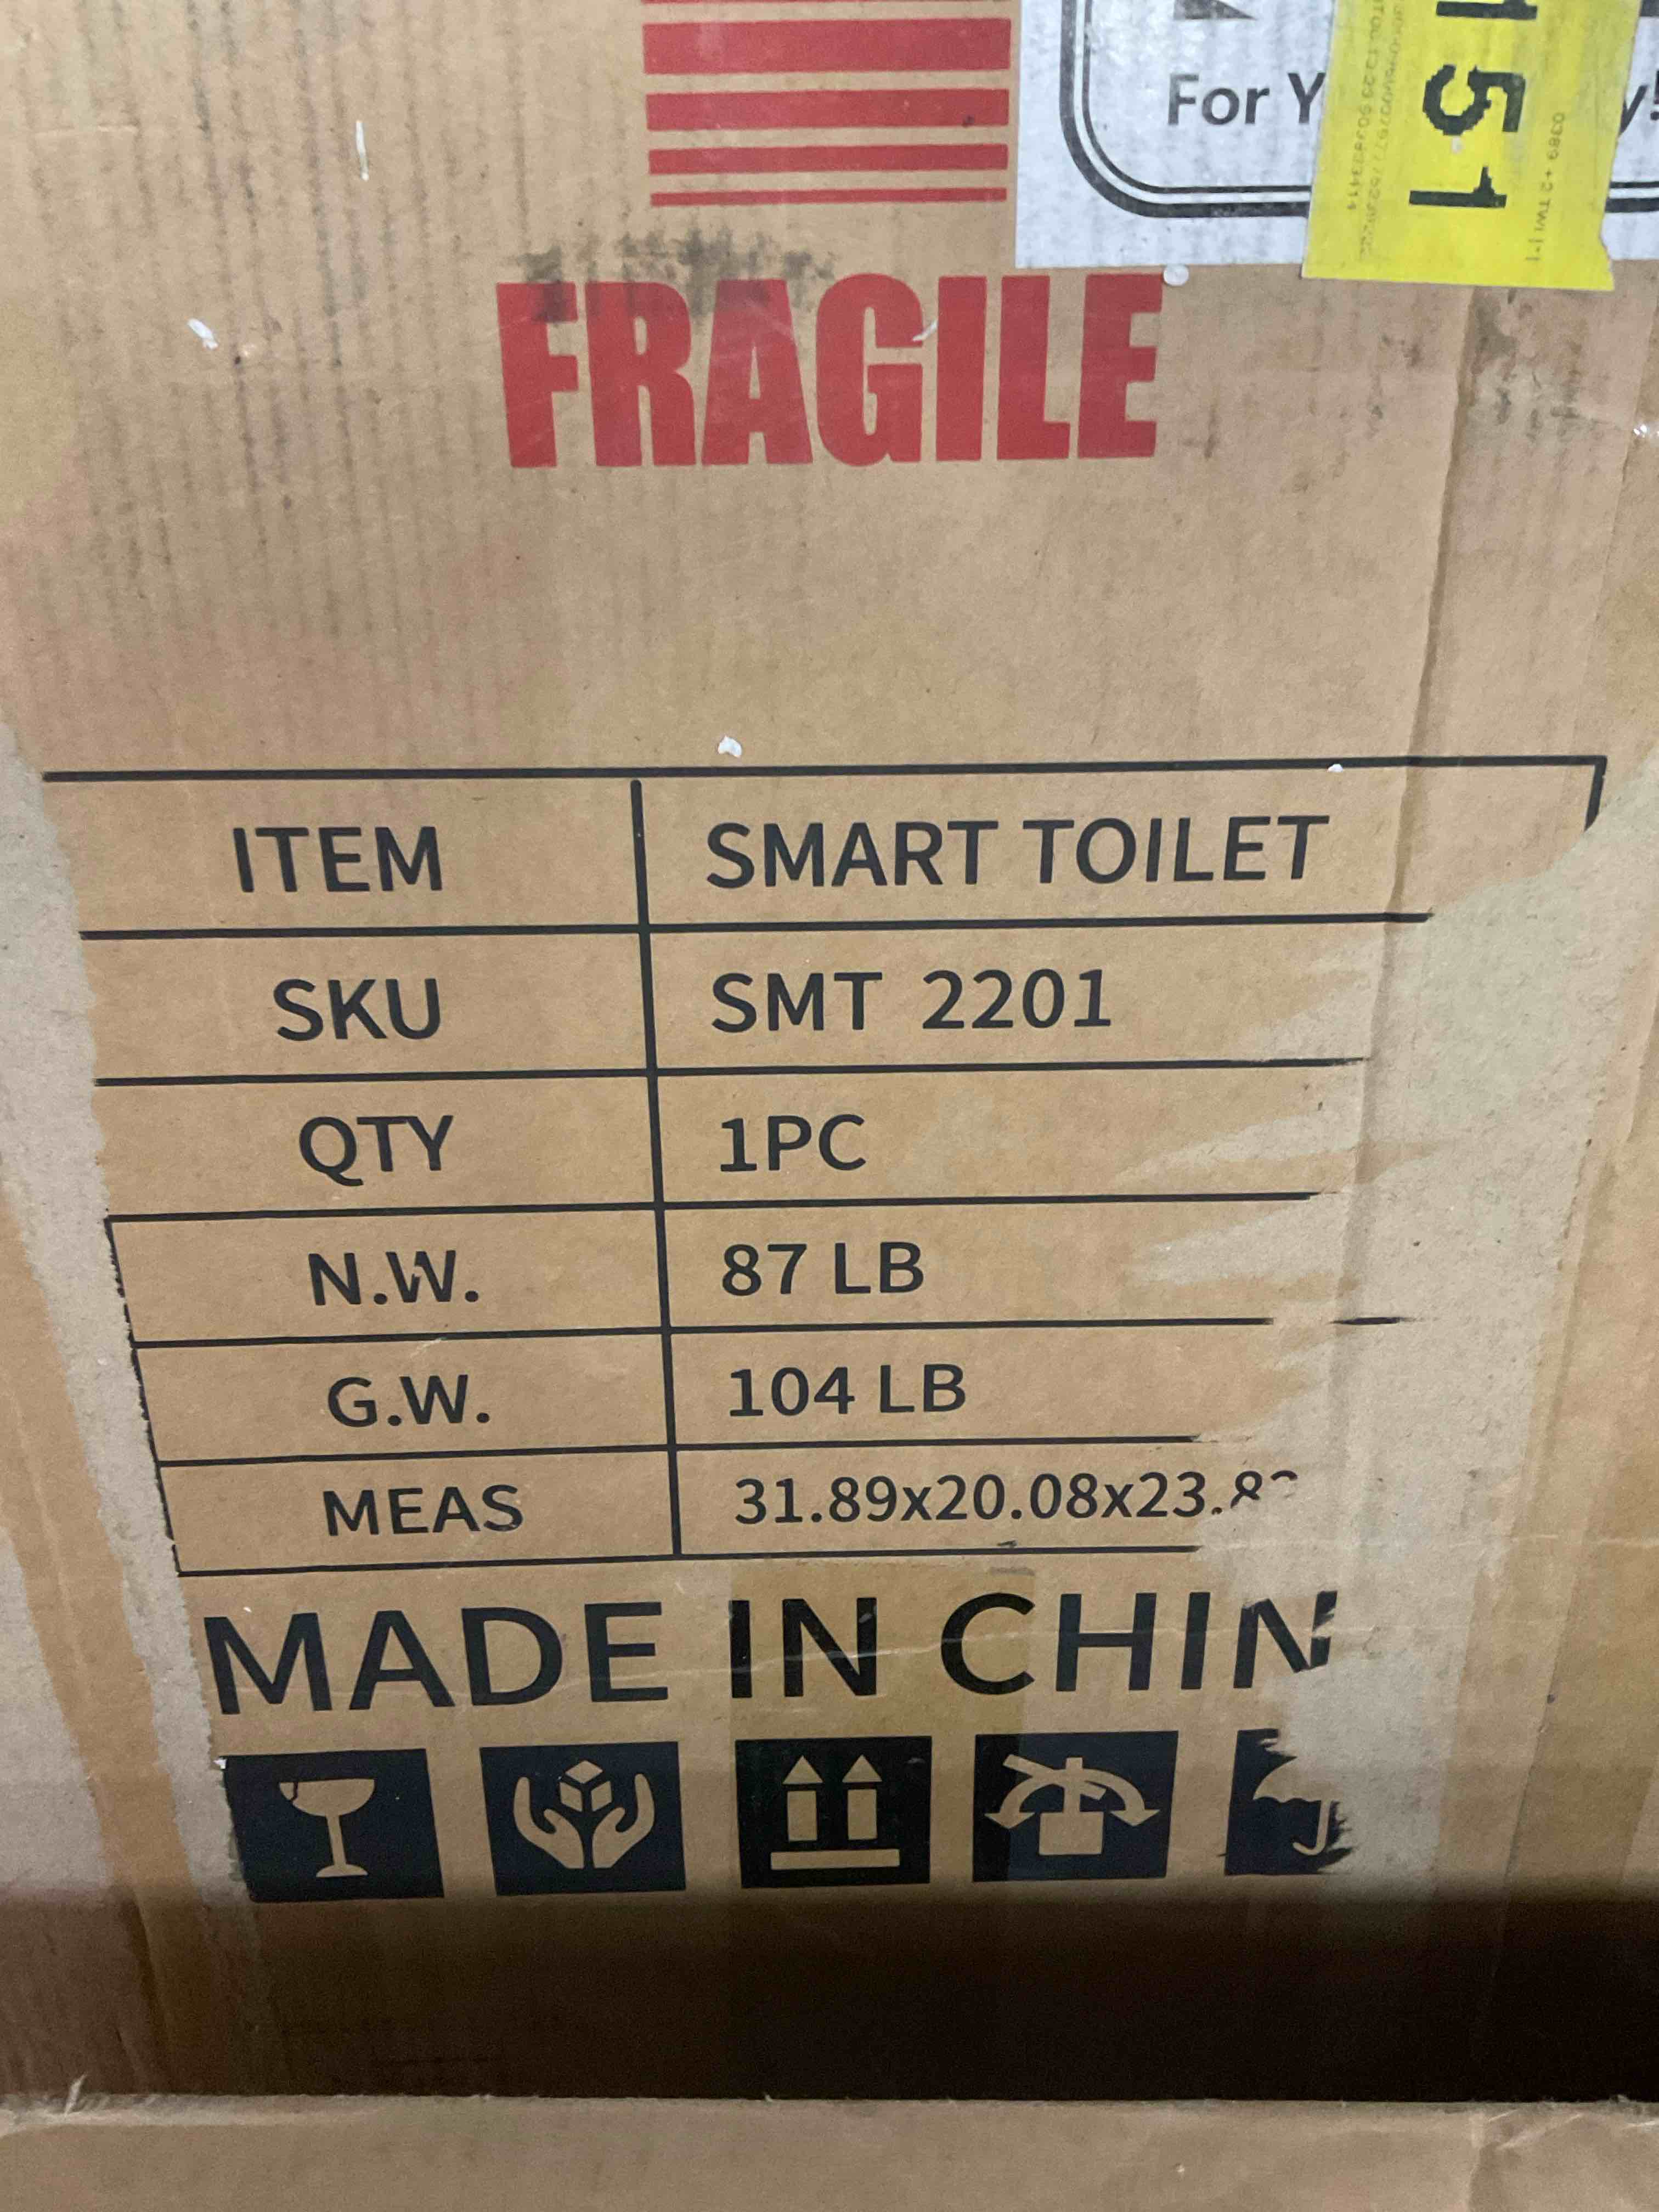 For Y
151
FRAGILE
ITEM SMART TOILET
SKU SMT 2201
QTY 1PC
N.W. 87 LB
G.W. 104 LB
MEAS 31.89x20.08x23.8
MADE IN CHIN